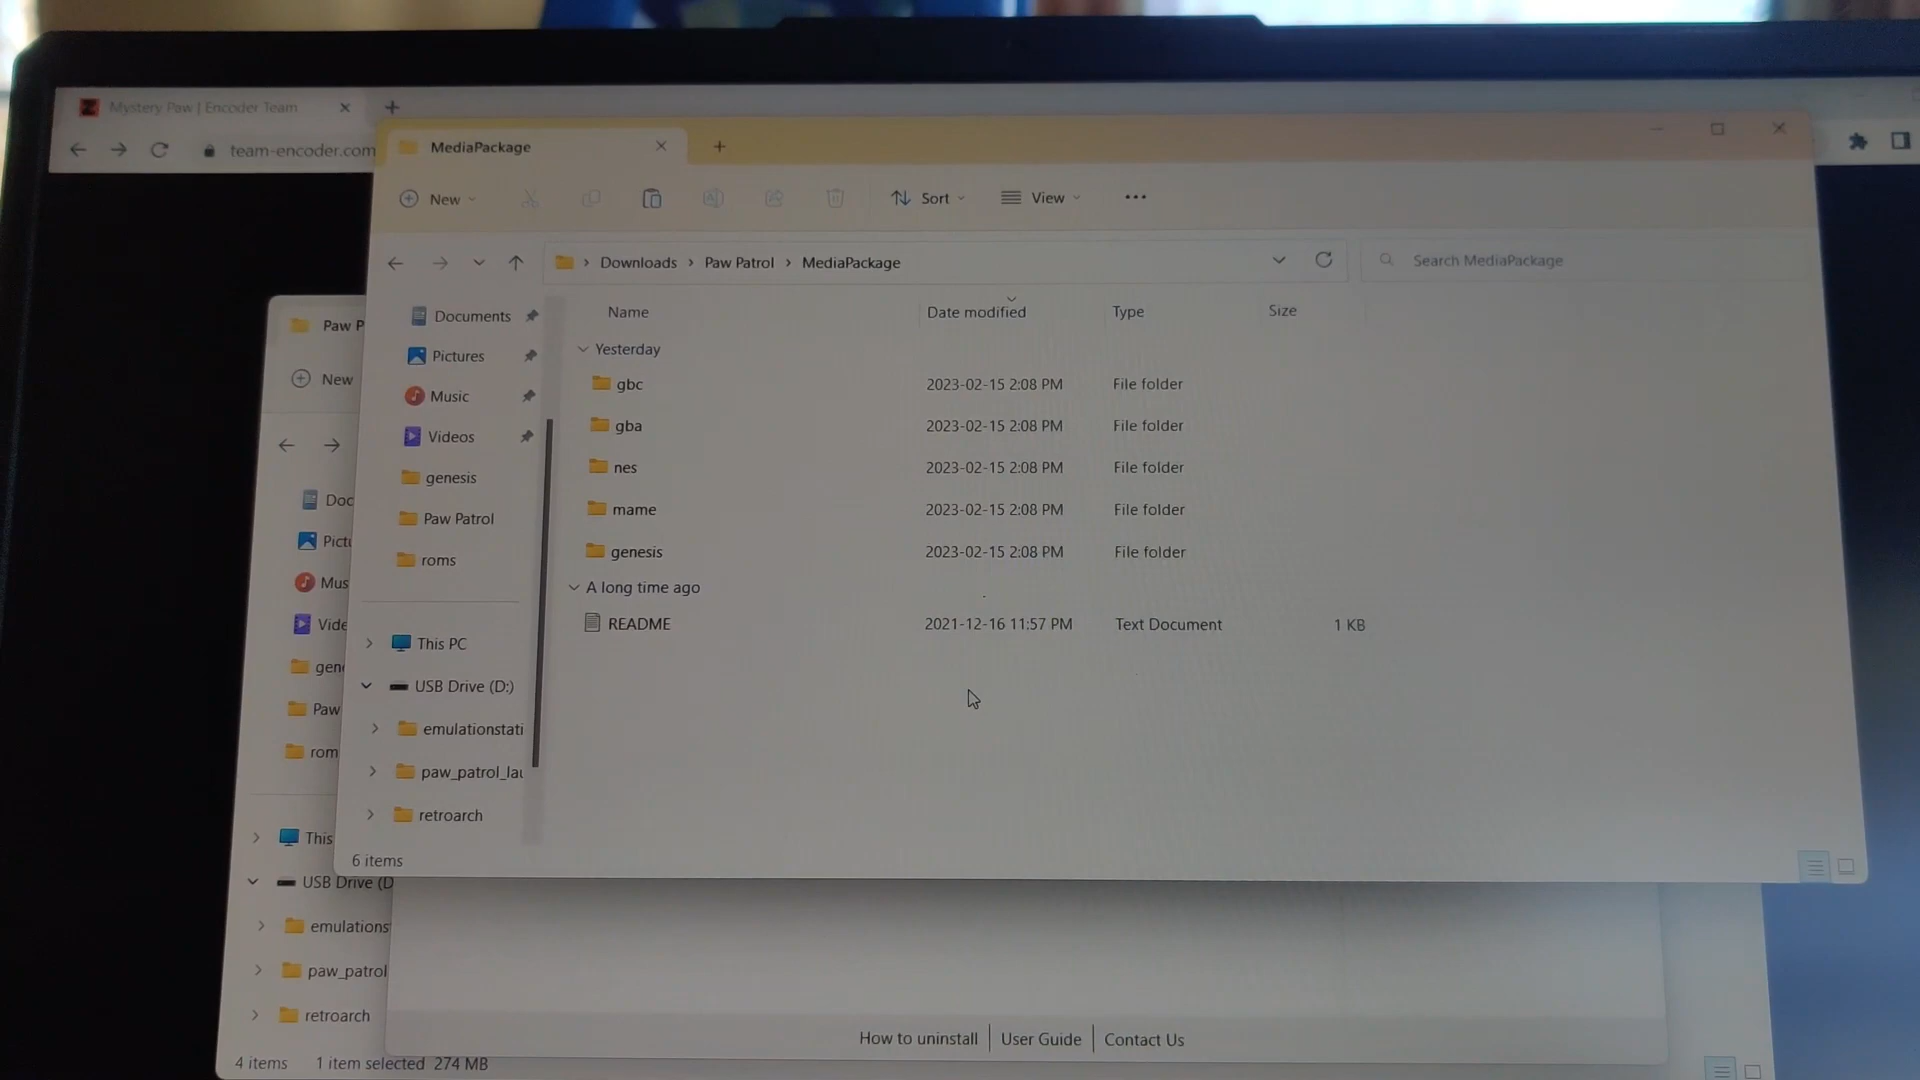 Mystery Paw | Encoder Team
team-encoder.com
MediaPackage
New
Sort
View
Downloads > Paw Patrol > MediaPackage
Search MediaPackage
Documents
Pictures
Music
Videos
genesis
Paw Patrol
roms
This PC
USB Drive (D:)
emulationstati
paw_patrol_lau
retroarch
6 items
Name Date modified Type Size
Yesterday
gbc 2023-02-15 2:08 PM File folder
gba 2023-02-15 2:08 PM File folder
nes 2023-02-15 2:08 PM File folder
mame 2023-02-15 2:08 PM File folder
genesis 2023-02-15 2:08 PM File folder
A long time ago
README 2021-12-16 11:57 PM Text Document 1 KB
Paw P
New
Doc
Pictu
Mus
Vide
gene
Paw
rom
This
USB Drive (D
emulations
paw_patrol
retroarch
4 items 1 item selected 274 MB
How to uninstall | User Guide | Contact Us